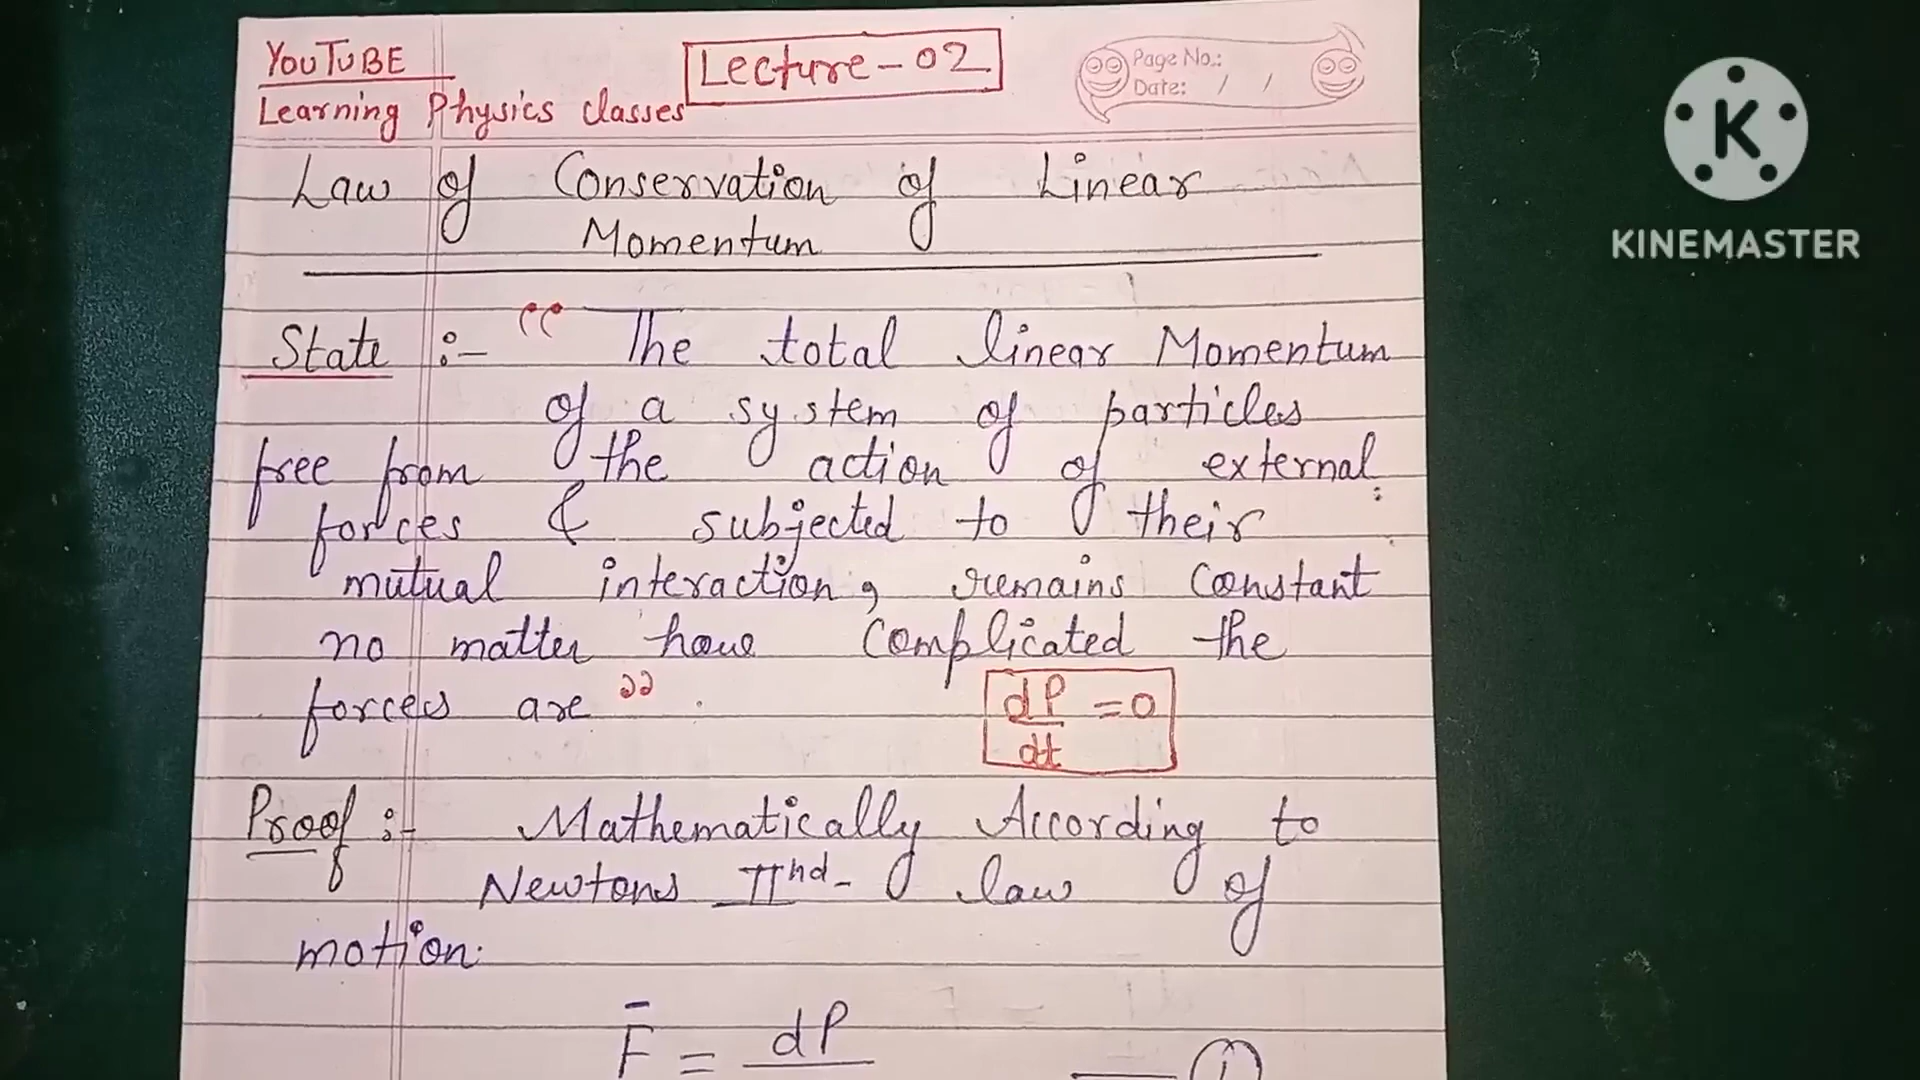 YOUTUBE
Lecture-02
Page No.:
Date: / /
Learning Physics classes
K
KINEMASTER
Law of Conservation of Linear
Momentum
State :- “ The total linear Momentum
of a system of particles
free from the action of external
forces & subjected to their
mutual interaction, remains constant
no matter how complicated the
forces are ” .
dP
dt = 0
Proof :- Mathematically According to
Newtons IInd- law of
motion.
F̄ = dP — (1)